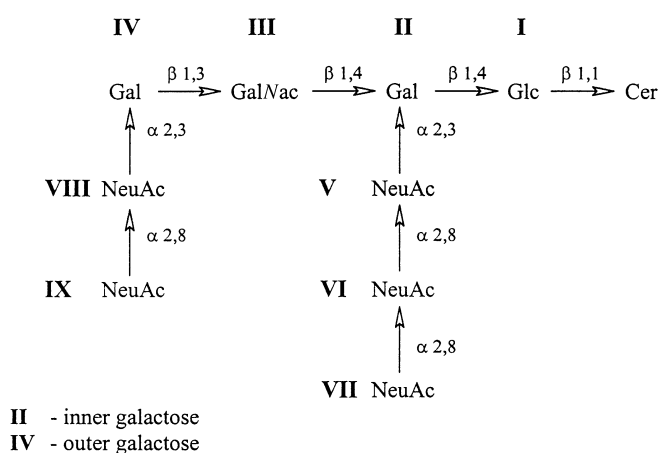 IV III II I
β 1,3 β 1,4 β 1,4 β 1,1
Gal GalNac Gal Glc Cer
α 2,3 α 2,3
VIII NeuAc V NeuAc
α 2,8 α 2,8
IX NeuAc VI NeuAc
α 2,8
VII NeuAc
II - inner galactose
IV - outer galactose